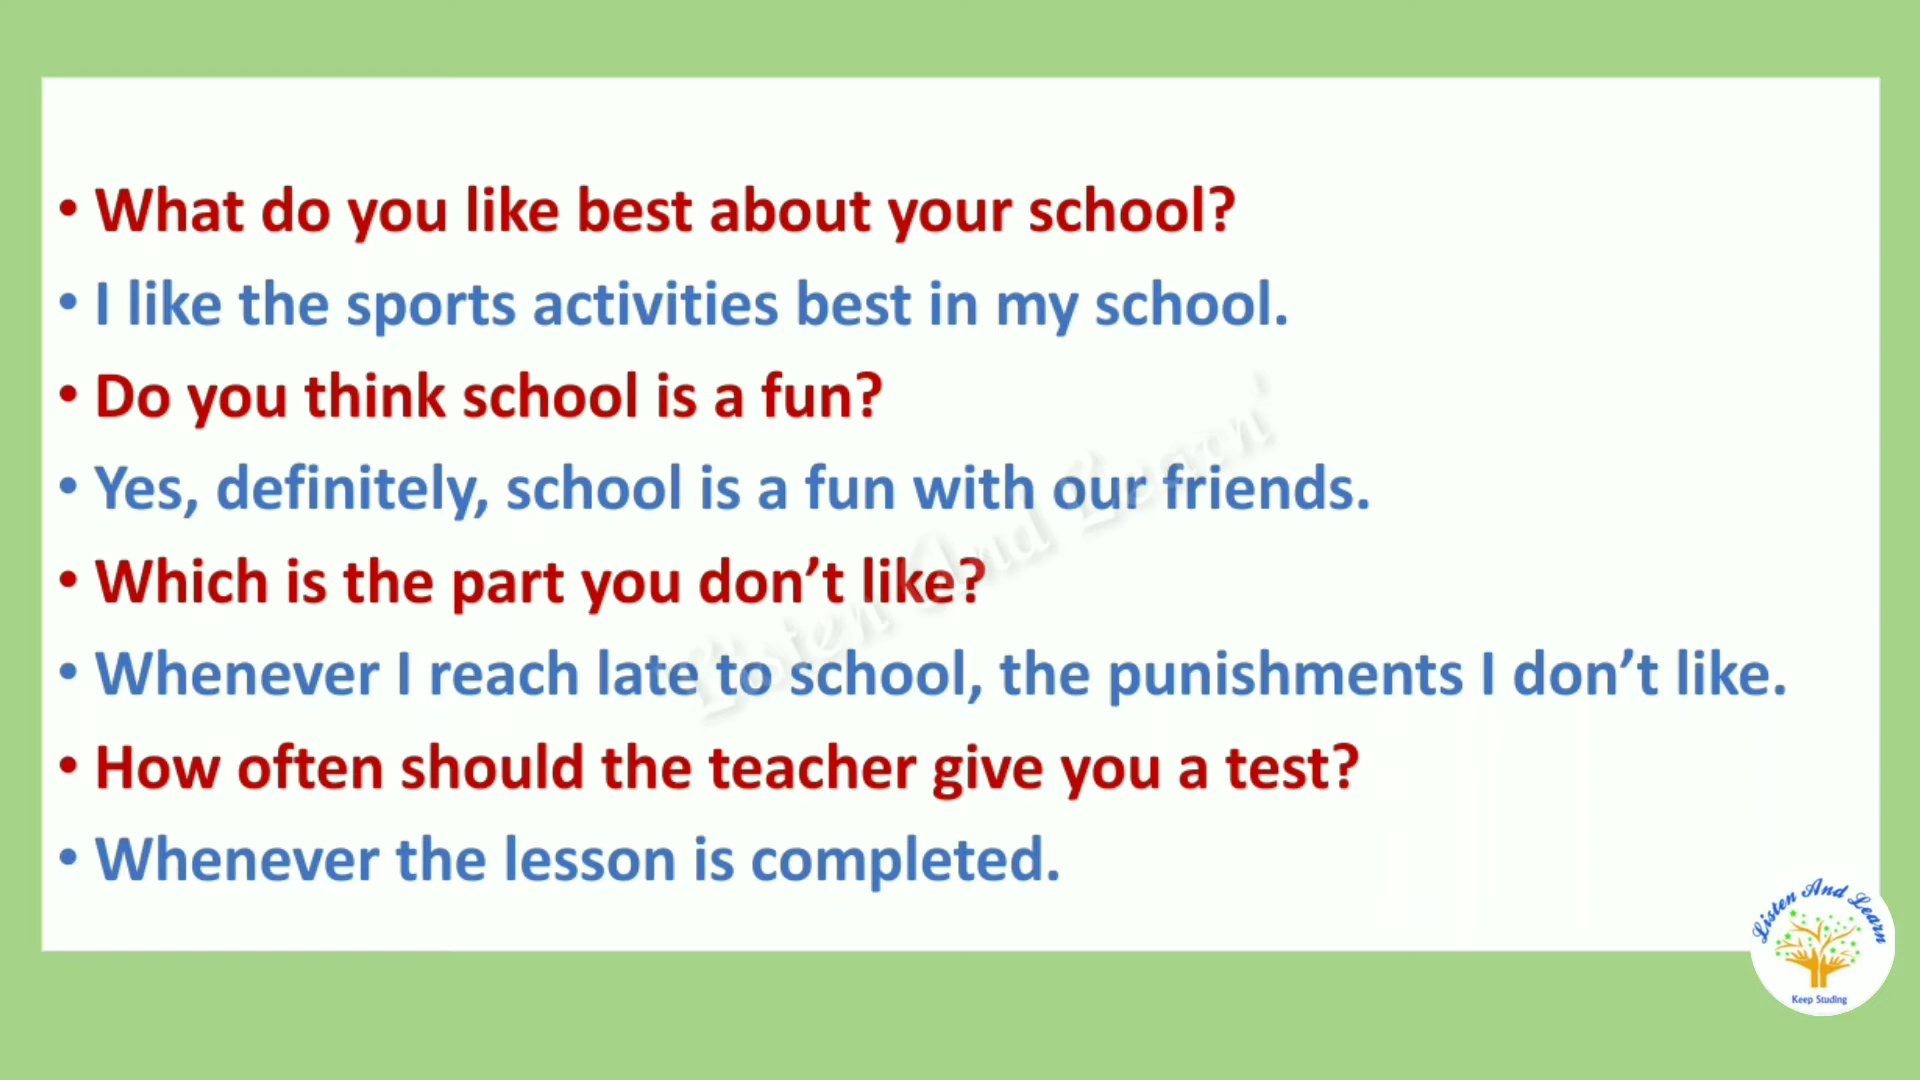 • What do you like best about your school?
• I like the sports activities best in my school.
• Do you think school is a fun?
• Yes, definitely, school is a fun with our friends.
• Which is the part you don’t like?
• Whenever I reach late to school, the punishments I don’t like.
• How often should the teacher give you a test?
• Whenever the lesson is completed.
Listen And Learn
Listen And Learn
Keep Studing